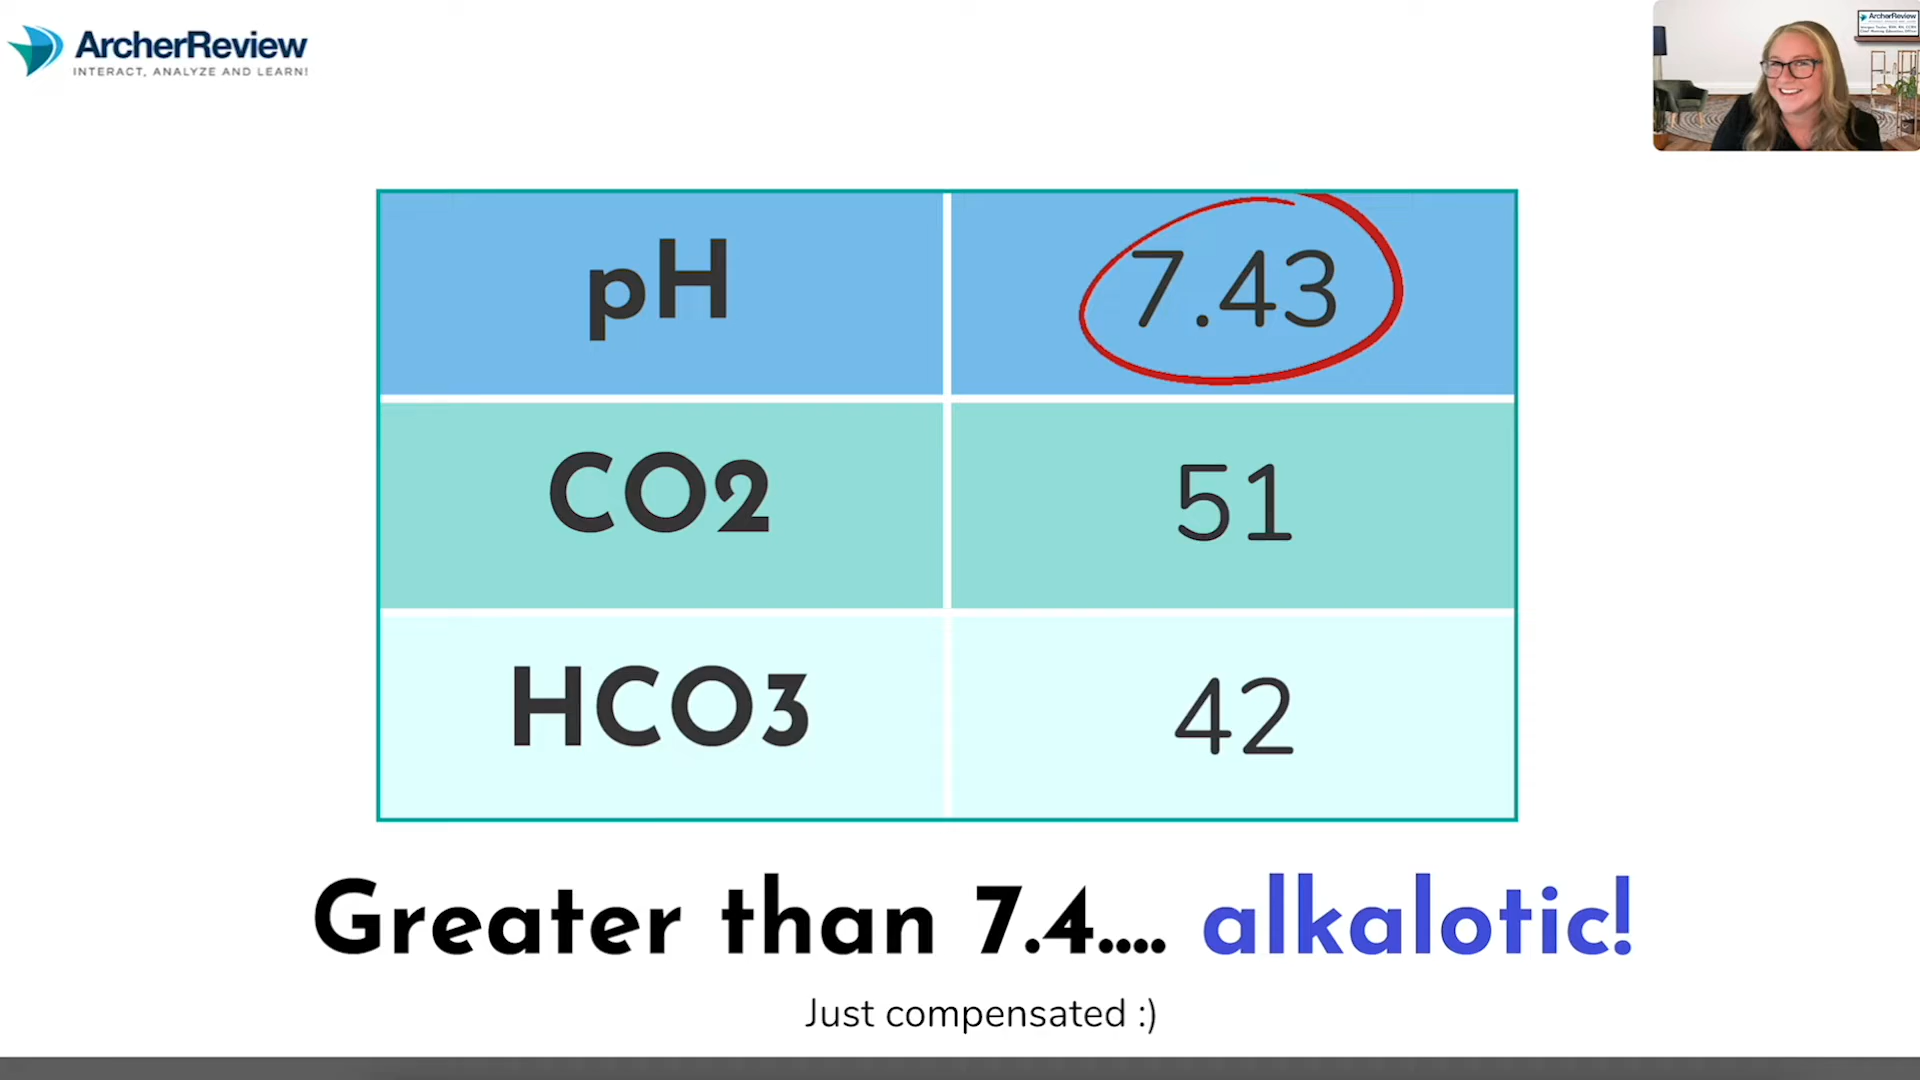 ArcherReview
INTERACT, ANALYZE AND LEARN!
ArcherReview
pH 7.43
CO2 51
HCO3 42
Greater than 7.4.... alkalotic!
Just compensated :)